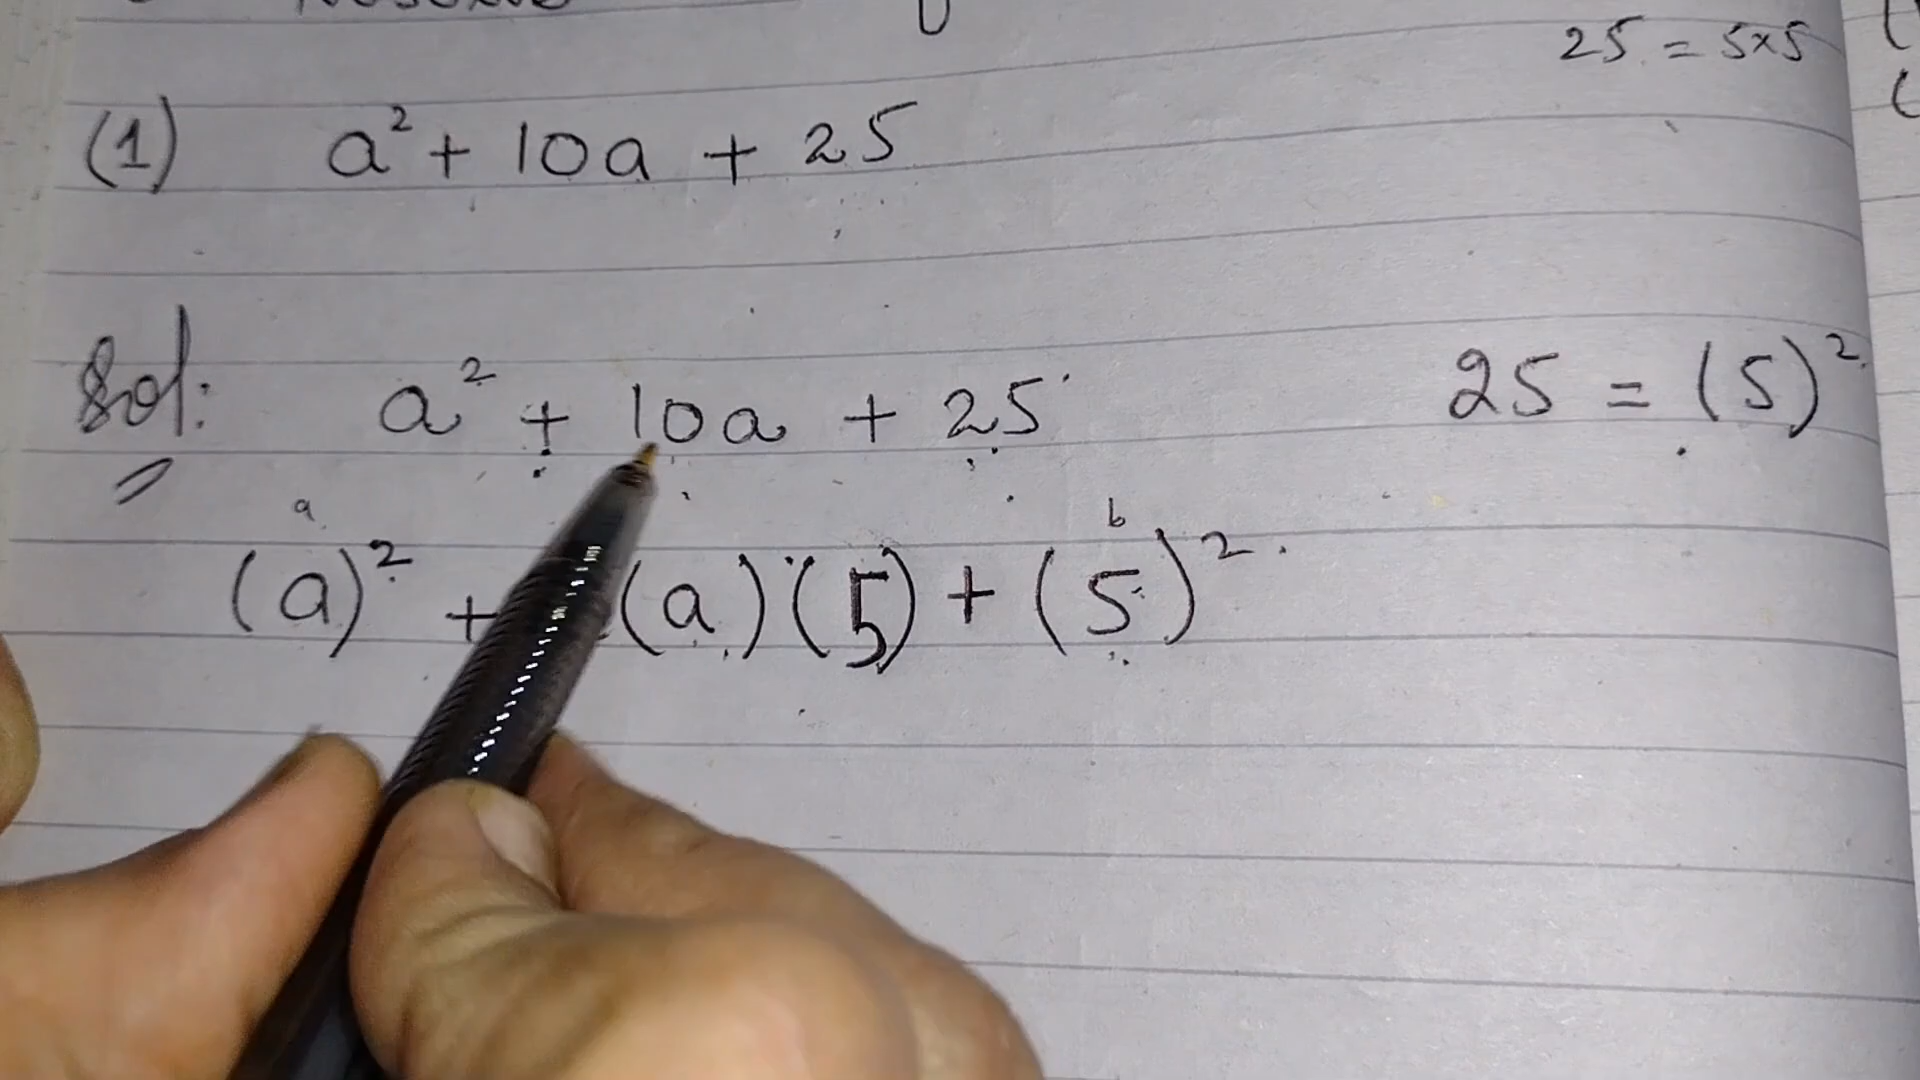 25 = 5×5
(1) a² + 10a + 25
Sol: a² + 10a + 25
25 = (5)²
a b
(a)² + (a)(5) + (5)²